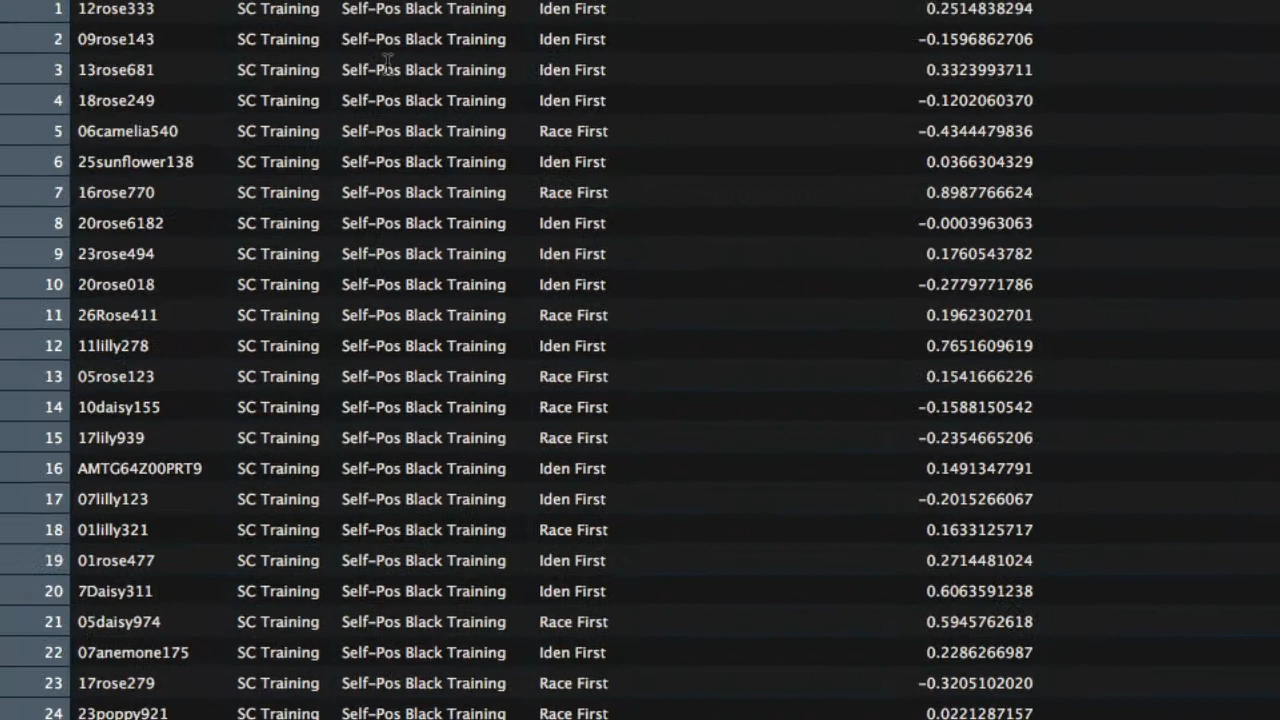 1 12rose333 SC Training Self-Pos Black Training Iden First 0.2514838294
2 09rose143 SC Training Self-Pos Black Training Iden First −0.1596862706
3 13rose681 SC Training Self-Pos Black Training Iden First 0.3323993711
4 18rose249 SC Training Self-Pos Black Training Iden First −0.1202060370
5 06camelia540 SC Training Self-Pos Black Training Race First −0.4344479836
6 25sunflower138 SC Training Self-Pos Black Training Iden First 0.0366304329
7 16rose770 SC Training Self-Pos Black Training Race First 0.8987766624
8 20rose6182 SC Training Self-Pos Black Training Iden First −0.0003963063
9 23rose494 SC Training Self-Pos Black Training Iden First 0.1760543782
10 20rose018 SC Training Self-Pos Black Training Iden First −0.2779771786
11 26Rose411 SC Training Self-Pos Black Training Race First 0.1962302701
12 11lilly278 SC Training Self-Pos Black Training Iden First 0.7651609619
13 05rose123 SC Training Self-Pos Black Training Race First 0.1541666226
14 10daisy155 SC Training Self-Pos Black Training Race First −0.1588150542
15 17lily939 SC Training Self-Pos Black Training Race First −0.2354665206
16 AMTG64Z00PRT9 SC Training Self-Pos Black Training Iden First 0.1491347791
17 07lilly123 SC Training Self-Pos Black Training Iden First −0.2015266067
18 01lilly321 SC Training Self-Pos Black Training Race First 0.1633125717
19 01rose477 SC Training Self-Pos Black Training Iden First 0.2714481024
20 7Daisy311 SC Training Self-Pos Black Training Iden First 0.6063591238
21 05daisy974 SC Training Self-Pos Black Training Race First 0.5945762618
22 07anemone175 SC Training Self-Pos Black Training Iden First 0.2286266987
23 17rose279 SC Training Self-Pos Black Training Race First −0.3205102020
24 23poppy921 SC Training Self-Pos Black Training Race First 0.0221287157